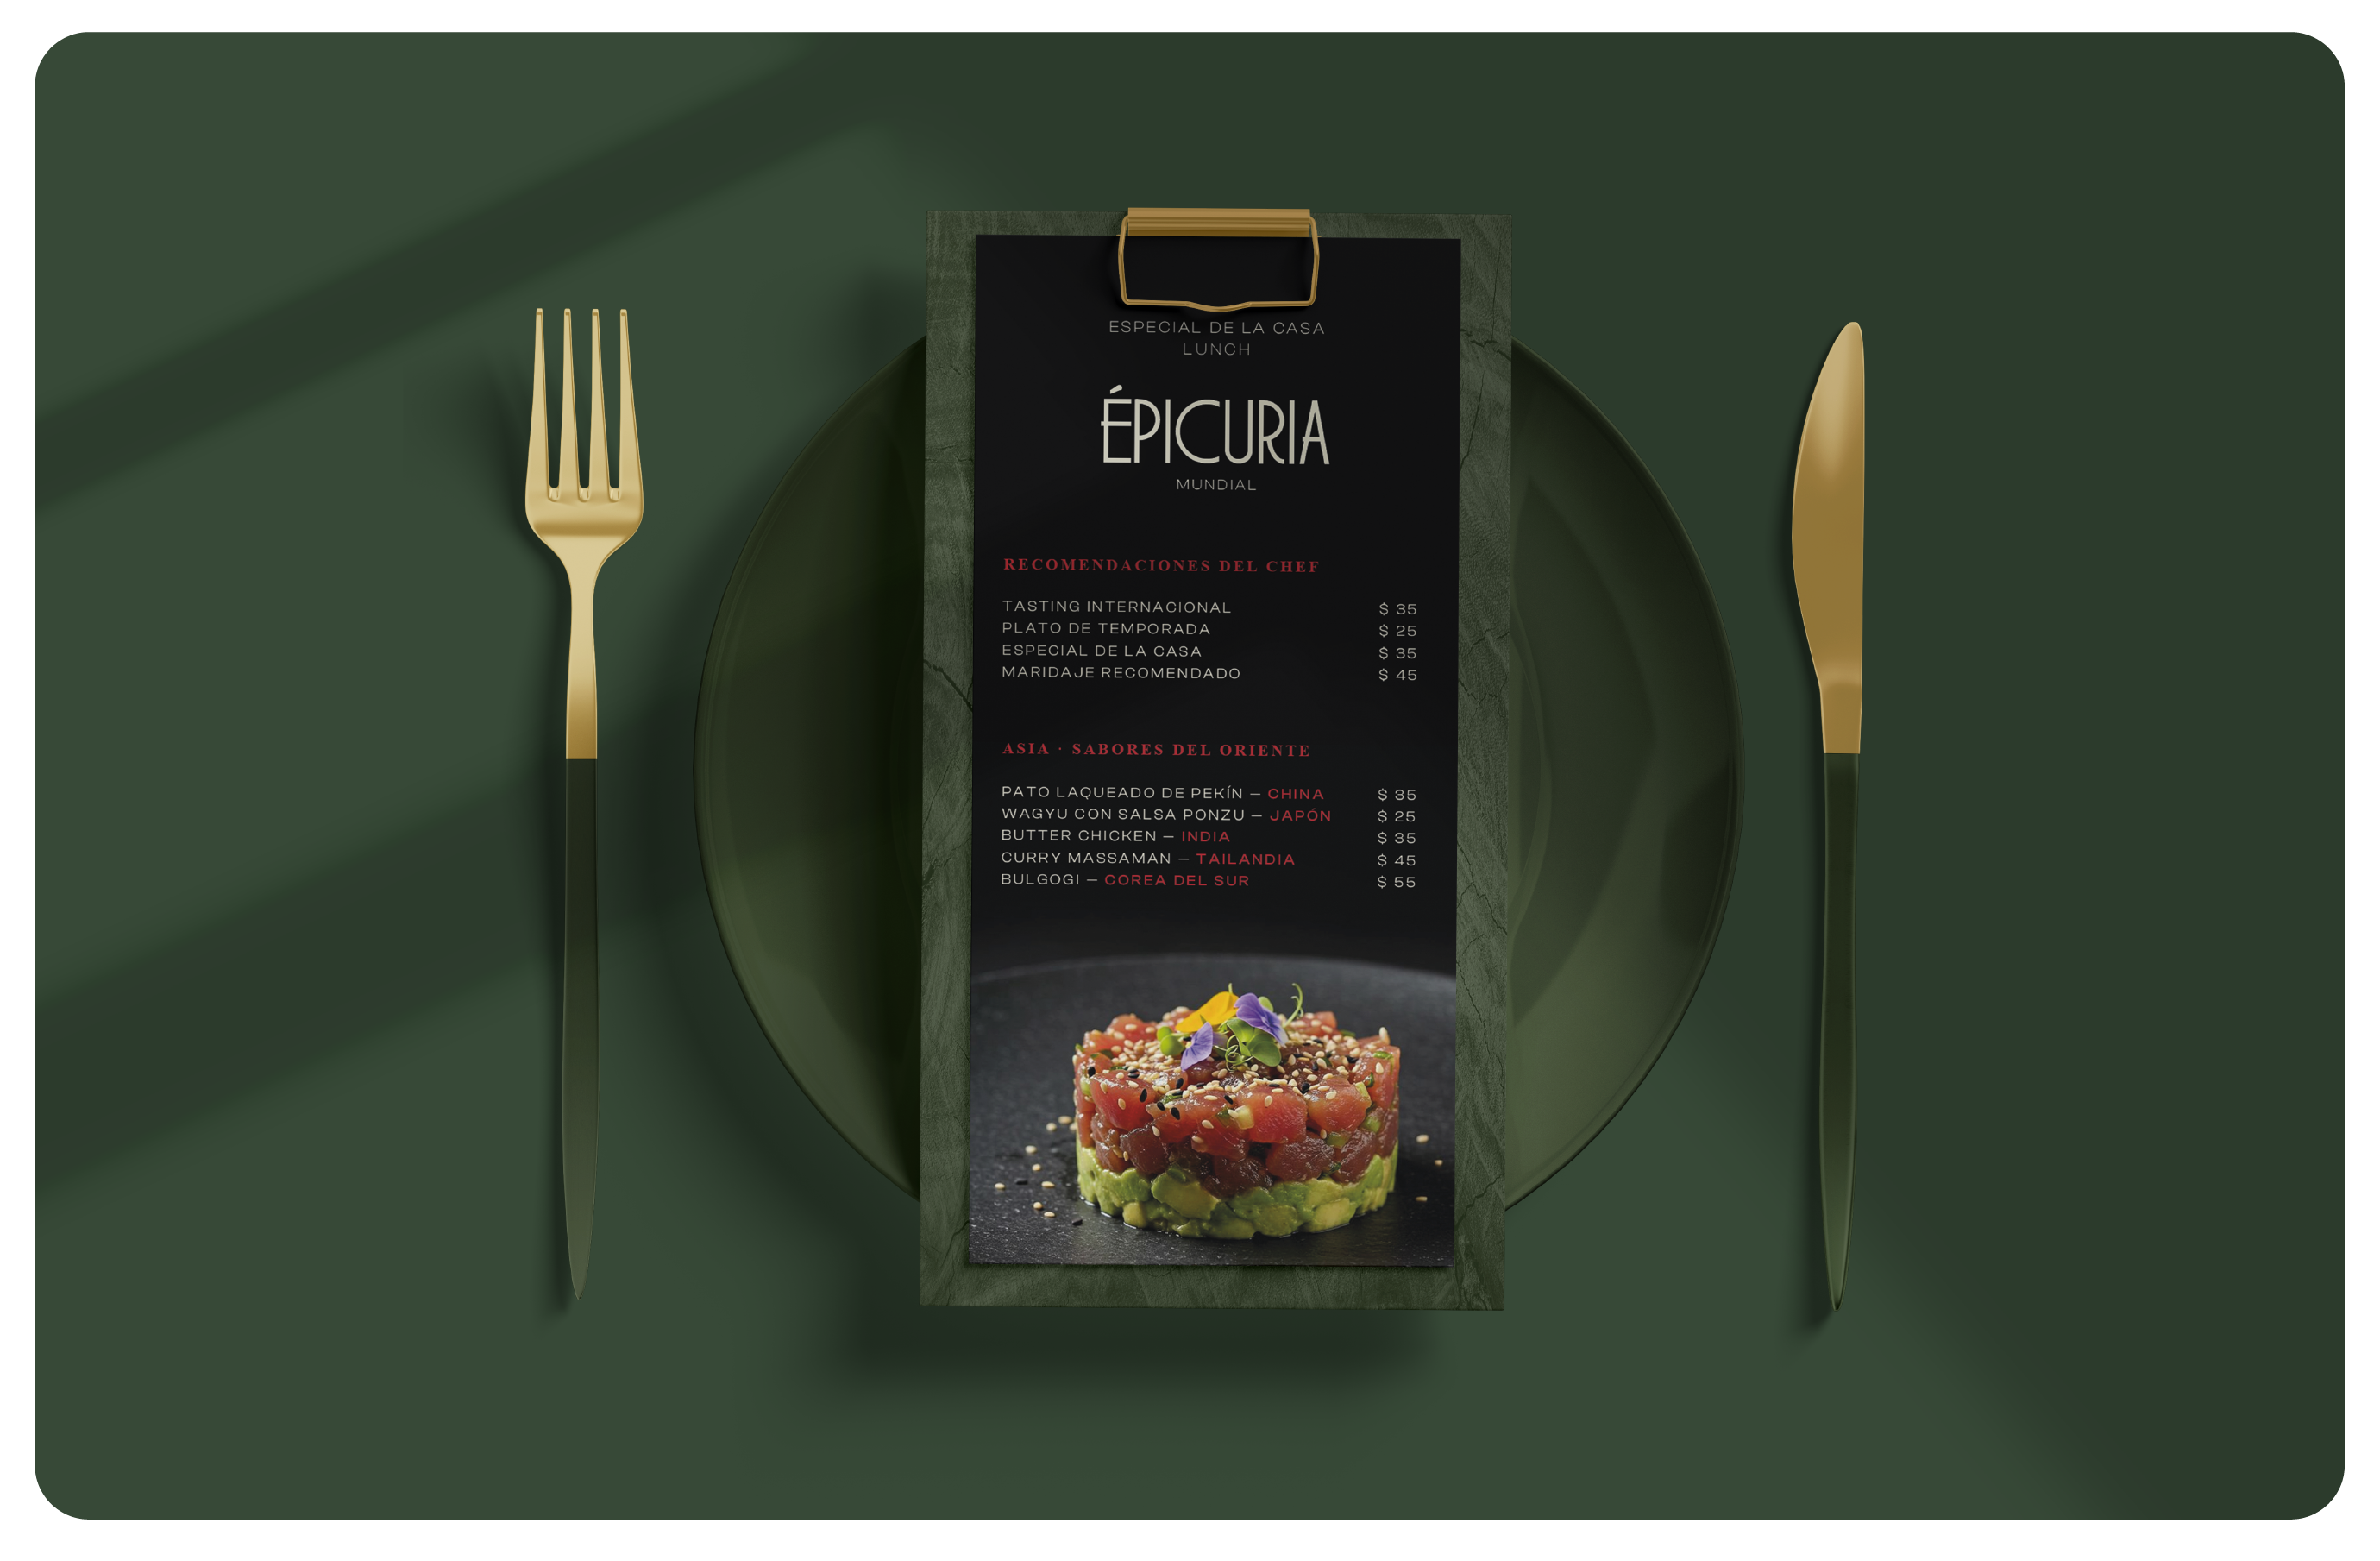 ESPECIAL DE LA CASA
LUNCH
ÉPICURIA
MUNDIAL
RECOMENDACIONES DEL CHEF
TASTING INTERNACIONAL $ 35
PLATO DE TEMPORADA $ 25
ESPECIAL DE LA CASA $ 35
MARIDAJE RECOMENDADO $ 45
ASIA · SABORES DEL ORIENTE
PATO LAQUEADO DE PEKÍN – CHINA $ 35
WAGYU CON SALSA PONZU – JAPÓN $ 25
BUTTER CHICKEN – INDIA $ 35
CURRY MASSAMAN – TAILANDIA $ 45
BULGOGI – COREA DEL SUR $ 55